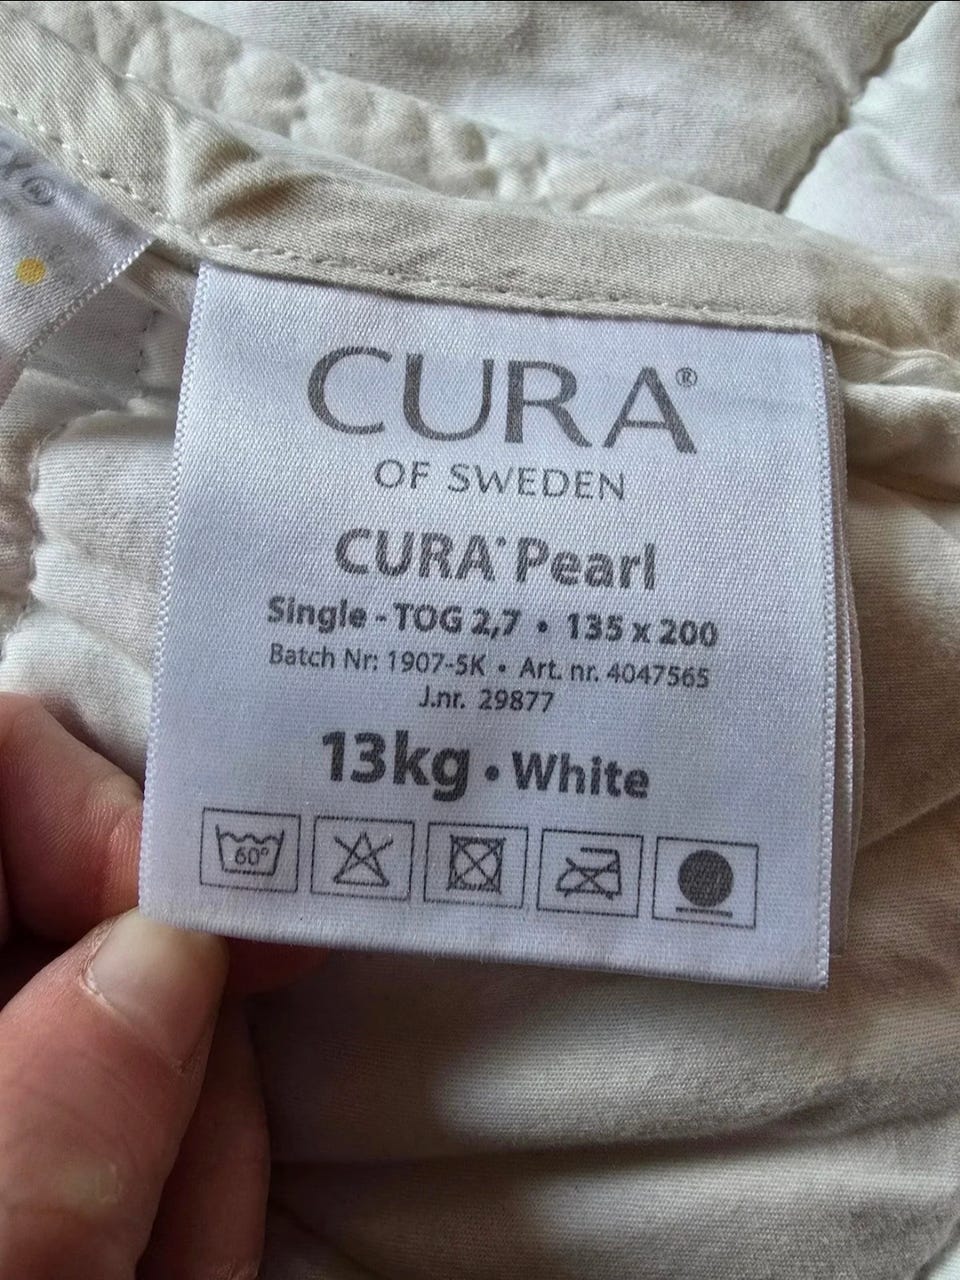 CURA®
OF SWEDEN
CURA® Pearl
Single - TOG 2,7 • 135 x 200
Batch Nr: 1907-5K • Art. nr. 4047565
J.nr. 29877
13kg • White
60°